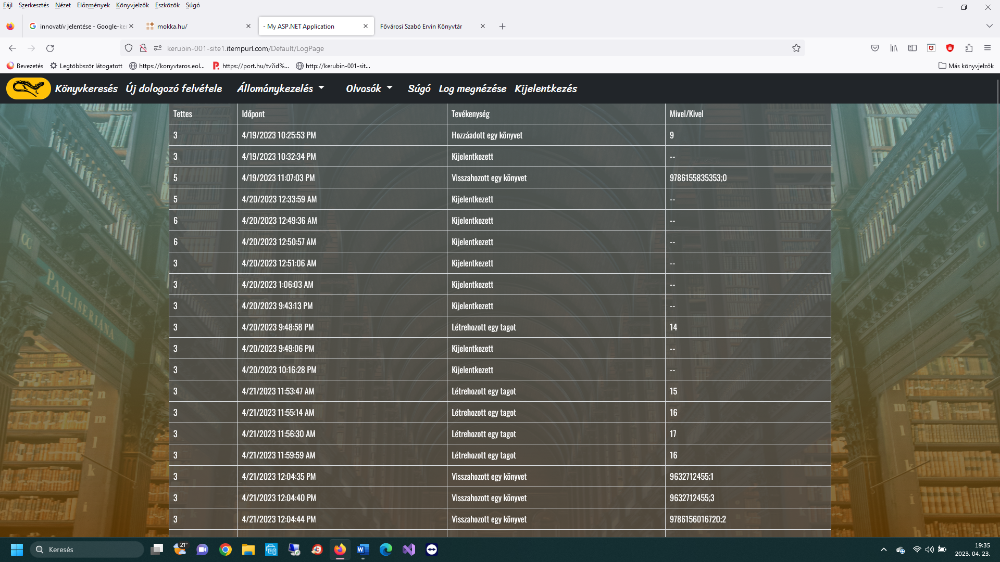 Fájl Szerkesztés Nézet Előzmények Könyvjelzők Eszközök Súgó
innovatív jelentése - Google-ker
mokka.hu/
- My ASP.NET Application
Fővárosi Szabó Ervin Könyvtár
kerubin-001-site1.itempurl.com/Default/LogPage
Bevezetés Legtöbbször látogatott https://konyvtaros.eol... https://port.hu/tv?id%... http://kerubin-001-sit... Más könyvjelzők
Könyvkeresés Új dologozó felvétele Állománykezelés Olvasók Súgó Log megnézése Kijelentkezés
Tettes Időpont Tevékenység Mivel/Kivel
3 4/19/2023 10:25:53 PM Hozzáadott egy könyvet 9
3 4/19/2023 10:32:34 PM Kijelentkezett --
5 4/19/2023 11:07:03 PM Visszahozott egy könyvet 9786155835353;0
5 4/20/2023 12:33:59 AM Kijelentkezett --
6 4/20/2023 12:49:36 AM Kijelentkezett --
6 4/20/2023 12:50:57 AM Kijelentkezett --
3 4/20/2023 12:51:06 AM Kijelentkezett --
3 4/20/2023 1:06:03 AM Kijelentkezett --
3 4/20/2023 9:43:13 PM Kijelentkezett --
3 4/20/2023 9:48:58 PM Létrehozott egy tagot 14
3 4/20/2023 9:49:06 PM Kijelentkezett --
3 4/20/2023 10:16:28 PM Kijelentkezett --
3 4/21/2023 11:53:47 AM Létrehozott egy tagot 15
3 4/21/2023 11:55:14 AM Létrehozott egy tagot 16
3 4/21/2023 11:56:30 AM Létrehozott egy tagot 17
3 4/21/2023 11:59:59 AM Létrehozott egy tagot 16
3 4/21/2023 12:04:35 PM Visszahozott egy könyvet 9632712455;1
3 4/21/2023 12:04:40 PM Visszahozott egy könyvet 9632712455;3
3 4/21/2023 12:04:44 PM Visszahozott egy könyvet 9786156016720;2
GG
G
PALLISERIANA
n
m
l
k
i
m
l
k
i
Keresés
21°
19:35
2023. 04. 23.